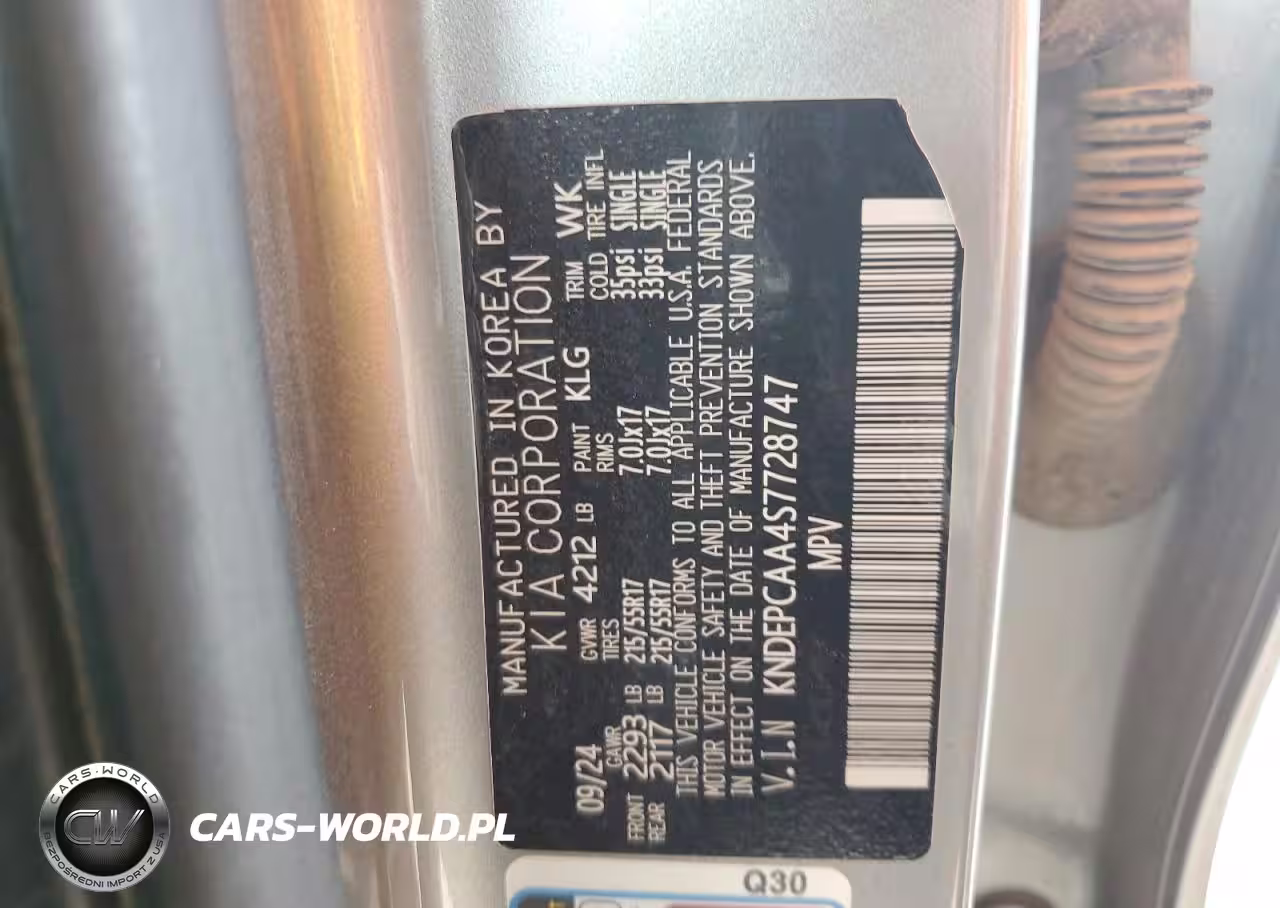 MANUFACTURED IN KOREA BY
KIA CORPORATION
09/24 GVWR 4212 LB PAINT KLG TRIM WK
GAWR TIRES RIMS COLD TIRE INFL
FRONT 2293 LB 215/55R17 7.0Jx17 35psi SINGLE
REAR 2117 LB 215/55R17 7.0Jx17 33psi SINGLE
THIS VEHICLE CONFORMS TO ALL APPLICABLE U.S.A. FEDERAL
MOTOR VEHICLE SAFETY AND THEFT PREVENTION STANDARDS
IN EFFECT ON THE DATE OF MANUFACTURE SHOWN ABOVE.
V.I.N KNDEPCAA4S7728747
MPV
Q30
CARS-WORLD
CW
BEZPOŚREDNI IMPORT Z USA
CARS-WORLD.PL